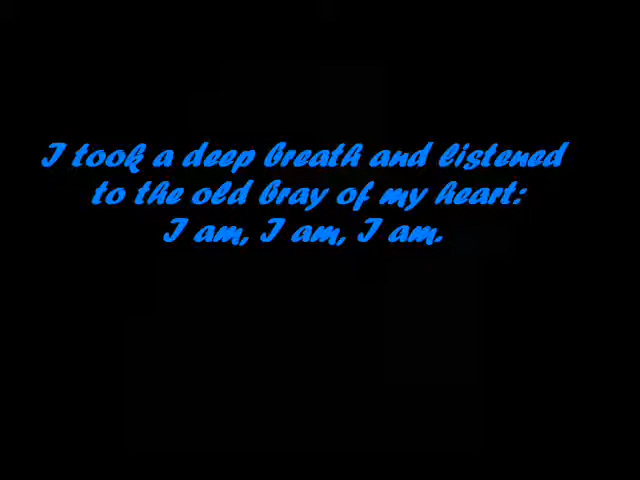 I took a deep breath and listened
to the old bray of my heart:
I am, I am, I am.